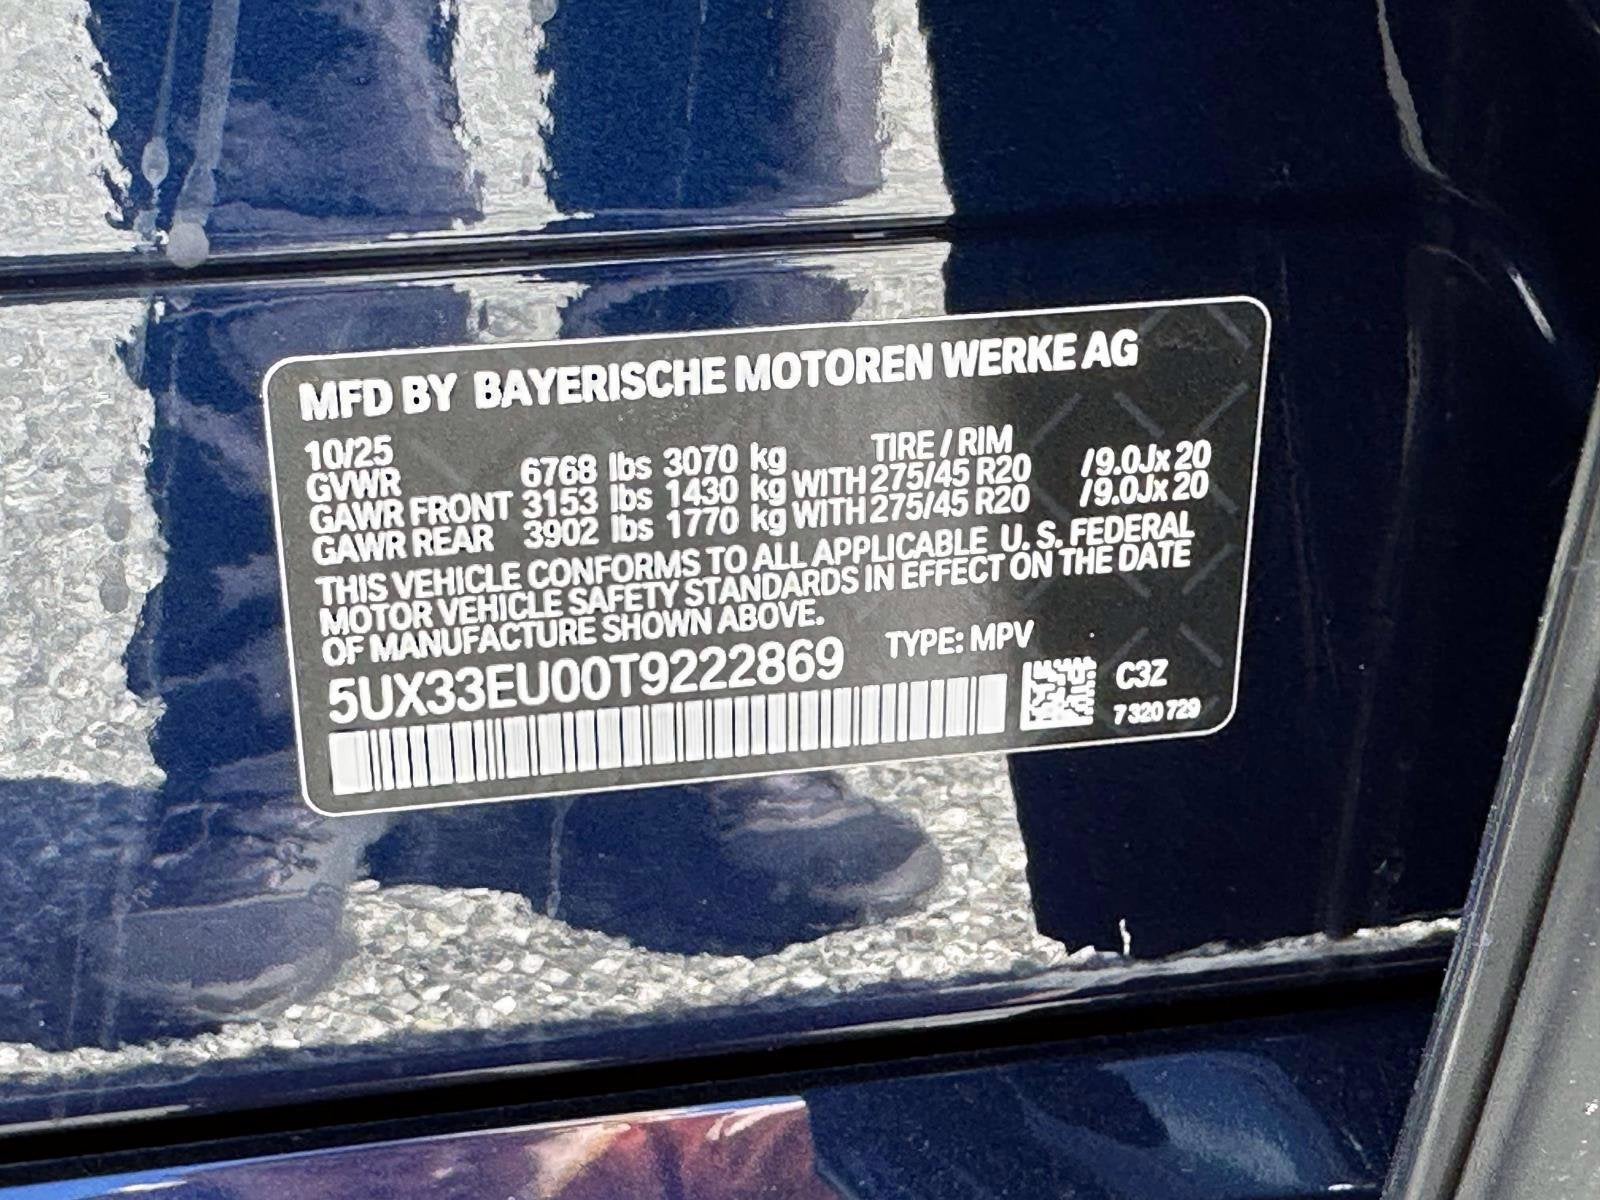 MFD BY BAYERISCHE MOTOREN WERKE AG
10/25 TIRE / RIM
GVWR 6768 lbs 3070 kg
GAWR FRONT 3153 lbs 1430 kg WITH 275/45 R20 /9.0Jx 20
GAWR REAR 3902 lbs 1770 kg WITH 275/45 R20 /9.0Jx 20
THIS VEHICLE CONFORMS TO ALL APPLICABLE U.S. FEDERAL
MOTOR VEHICLE SAFETY STANDARDS IN EFFECT ON THE DATE
OF MANUFACTURE SHOWN ABOVE.
5UX33EU00T9222869 TYPE: MPV
C3Z
7 320 729